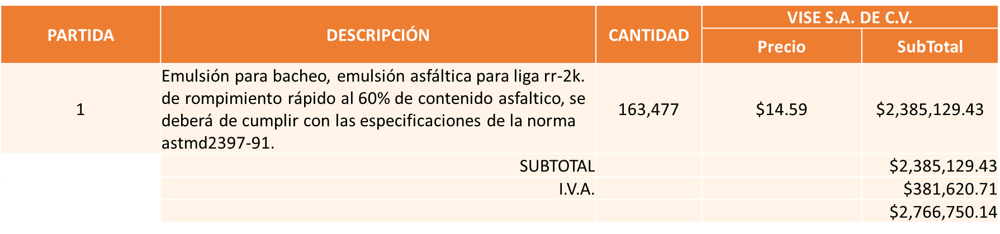 PARTIDA DESCRIPCIÓN CANTIDAD VISE S.A. DE C.V.
Precio SubTotal
1
Emulsión para bacheo, emulsión asfáltica para liga rr-2k.
de rompimiento rápido al 60% de contenido asfaltico, se
deberá de cumplir con las especificaciones de la norma
astmd2397-91.
163,477 $14.59 $2,385,129.43
SUBTOTAL $2,385,129.43
I.V.A. $381,620.71
$2,766,750.14